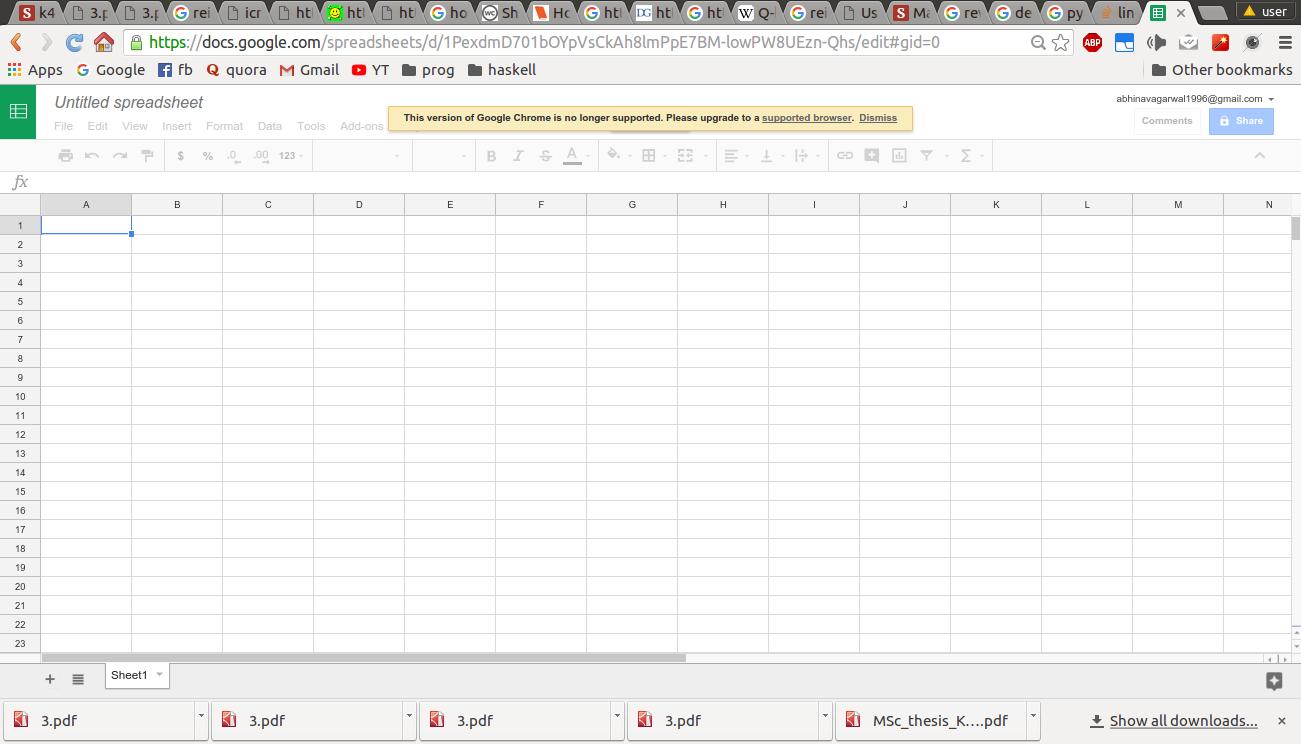 k4 3.p 3.p rei icr ht ht ht ho Sh Ho ht ht ht Q- rei Us Ma re de py lin user
https://docs.google.com/spreadsheets/d/1PexdmD701bOYpVsCkAh8lmPpE7BM-lowPW8UEzn-Qhs/edit#gid=0
Apps Google fb quora Gmail YT prog haskell Other bookmarks
Untitled spreadsheet
abhinavagarwal1996@gmail.com
This version of Google Chrome is no longer supported. Please upgrade to a supported browser. Dismiss
File Edit View Insert Format Data Tools Add-ons
Comments Share
$ % .0 .00 123 B I S A
fx
A B C D E F G H I J K L M N
1
2
3
4
5
6
7
8
9
10
11
12
13
14
15
16
17
18
19
20
21
22
23
Sheet1
3.pdf 3.pdf 3.pdf 3.pdf MSc_thesis_K....pdf Show all downloads...